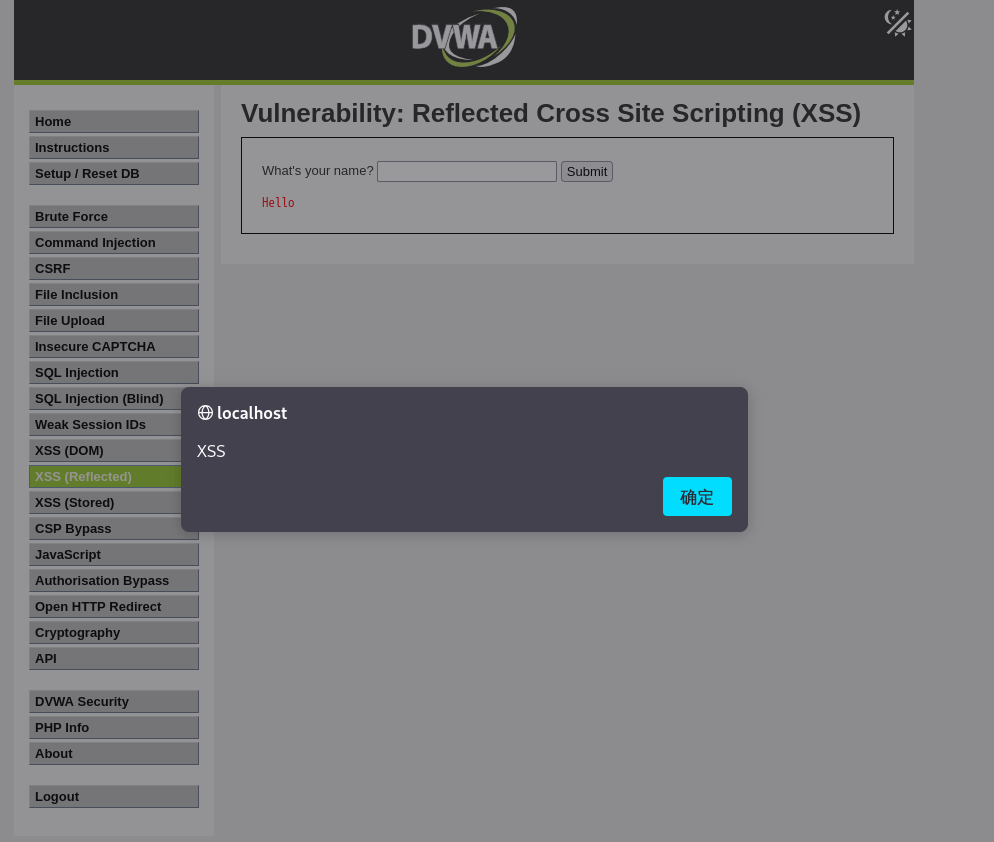 DVWA
Home
Instructions
Setup / Reset DB
Brute Force
Command Injection
CSRF
File Inclusion
File Upload
Insecure CAPTCHA
SQL Injection
SQL Injection (Blind)
Weak Session IDs
XSS (DOM)
XSS (Reflected)
XSS (Stored)
CSP Bypass
JavaScript
Authorisation Bypass
Open HTTP Redirect
Cryptography
API
DVWA Security
PHP Info
About
Logout
Vulnerability: Reflected Cross Site Scripting (XSS)
What's your name? Submit
Hello
localhost
XSS
确定